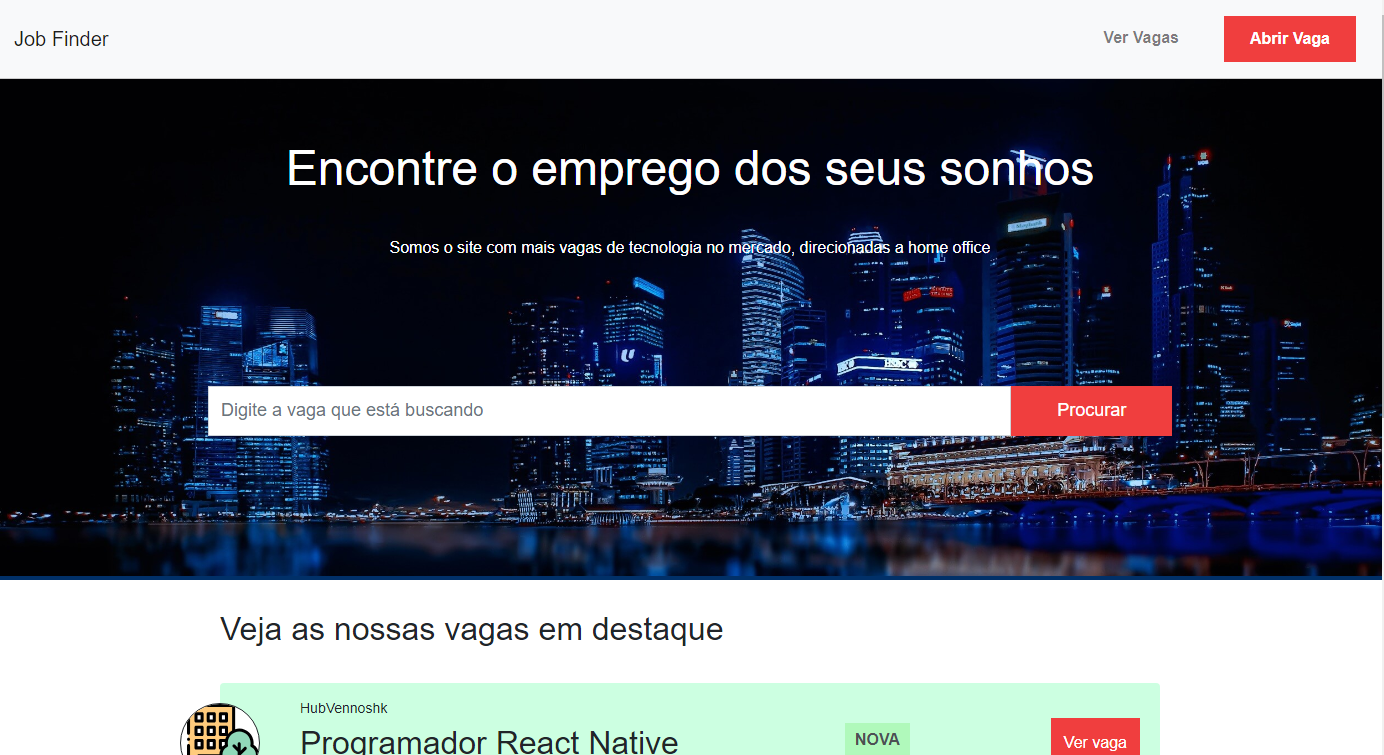 Job Finder
Ver Vagas
Abrir Vaga
Encontre o emprego dos seus sonhos
Somos o site com mais vagas de tecnologia no mercado, direcionadas a home office
HSBC
Digite a vaga que está buscando
Procurar
Veja as nossas vagas em destaque
HubVennoshk
Programador React Native
NOVA
Ver vaga